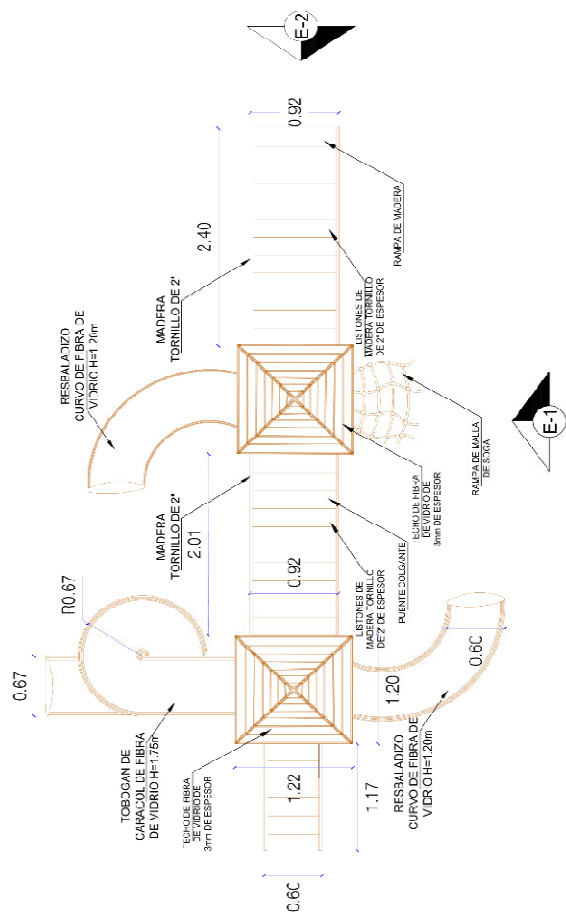 E-2
0.92
2.40
RAMPA DE MADERA
MADERA
TORNILLO DE 2"
LISTONES DE
MADERA TORNILLO
DE 2" DE ESPESOR
RESBALADIZO
CURVO DE FIBRA DE
VIDRIO H=1.20m
E-1
RAMPA DE MALLA
DE SOGA
TECHO DE FIBRA
DE VIDRIO DE
3mm DE ESPESOR
MADERA
TORNILLO DE 2"
2.01
0.92
PUENTE COLGANTE
LISTONES DE
MADERA TORNILLO
DE 2" DE ESPESOR
R0.67
0.67
0.60
1.20
RESBALADIZO
CURVO DE FIBRA DE
VIDRIO H=1.20m
TOBOGAN DE
CARACOL DE FIBRA
DE VIDRIO H=1.75m
TECHO DE FIBRA
DE VIDRIO DE
3mm DE ESPESOR
1.22
1.17
0.60